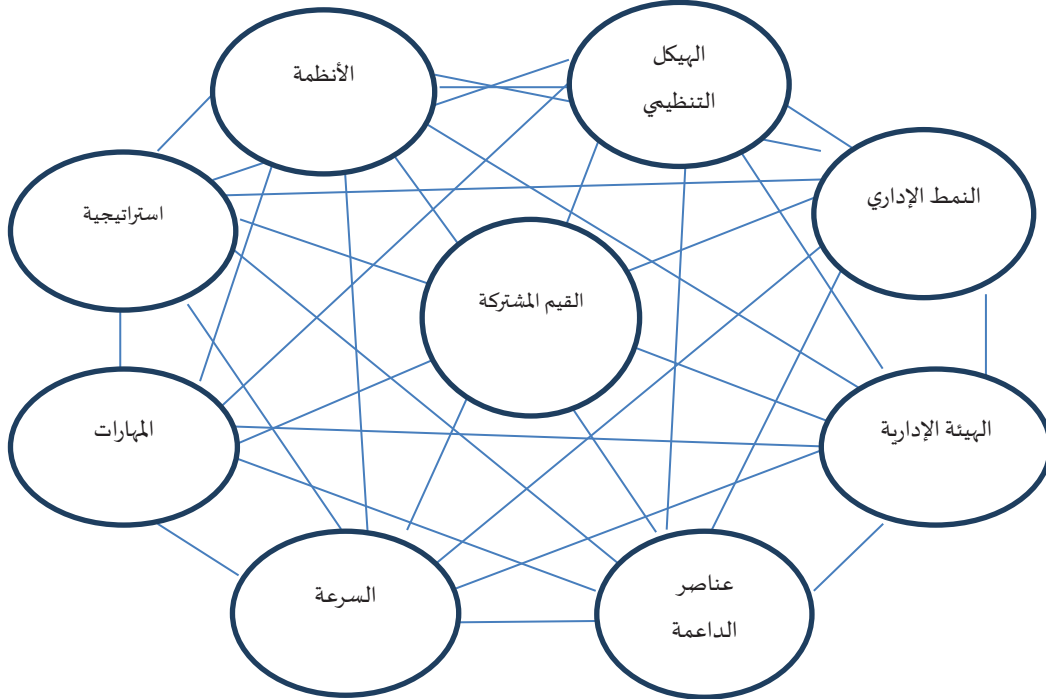 الهيكل
التنظيمي
الأنظمة
النمط الإداري
استراتيجية
القيم المشتركة
الهيئة الإدارية
المهارات
عناصر
الداعمة
السرعة